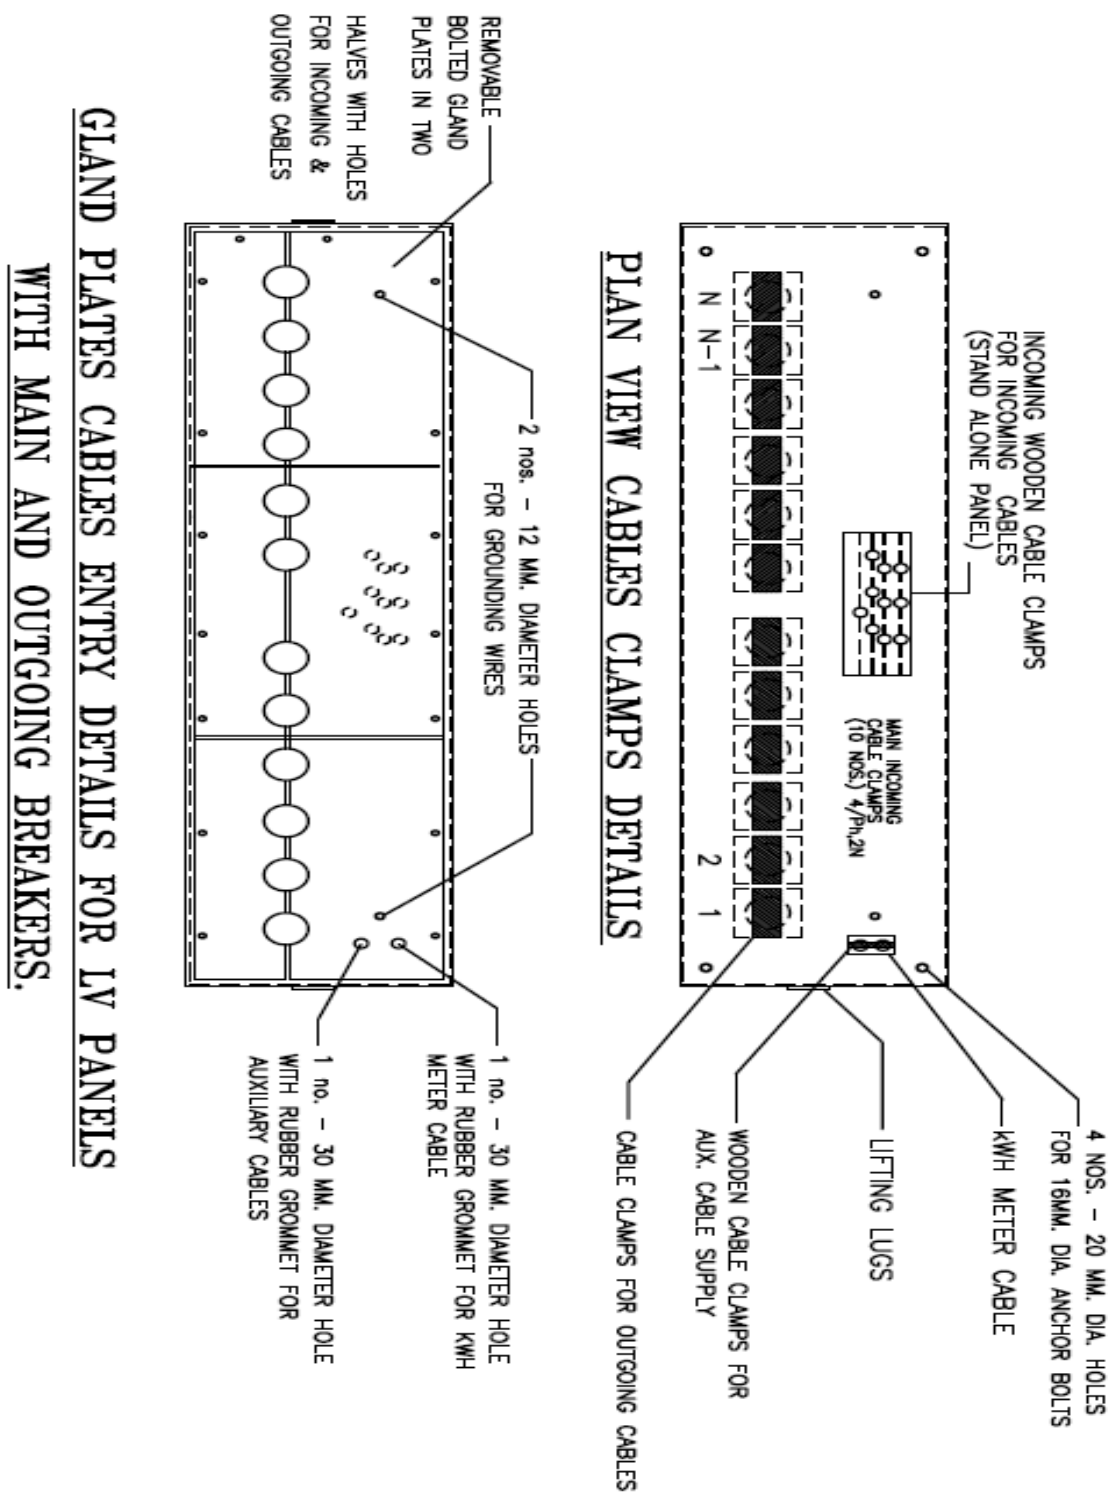 4 NOS. - 20 MM. DIA. HOLES
FOR 16MM. DIA. ANCHOR BOLTS
kWH METER CABLE
LIFTING LUGS
WOODEN CABLE CLAMPS FOR
AUX. CABLE SUPPLY
CABLE CLAMPS FOR OUTGOING CABLES
INCOMING WOODEN CABLE CLAMPS
FOR INCOMING CABLES
(STAND ALONE PANEL)
MAIN INCOMING
CABLE CLAMPS
(10 NOS.) 4/Ph,2N
N N-1 2 1
PLAN VIEW CABLES CLAMPS DETAILS
REMOVABLE
BOLTED GLAND
PLATES IN TWO
HALVES WITH HOLES
FOR INCOMING &
OUTGOING CABLES
2 nos. - 12 MM. DIAMETER HOLES
FOR GROUNDING WIRES
1 no. - 30 MM. DIAMETER HOLE
WITH RUBBER GROMMET FOR KWH
METER CABLE
1 no. - 30 MM. DIAMETER HOLE
WITH RUBBER GROMMET FOR
AUXILIARY CABLES
GLAND PLATES CABLES ENTRY DETAILS FOR LV PANELS
WITH MAIN AND OUTGOING BREAKERS.